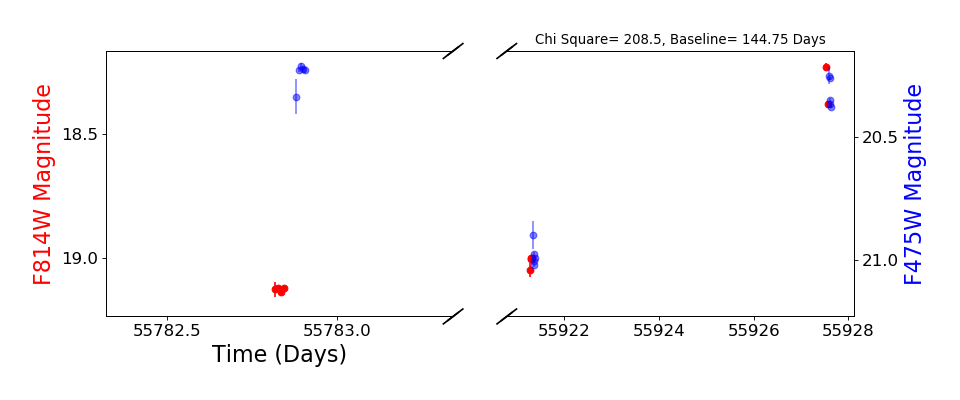 Chi Square= 208.5, Baseline= 144.75 Days
F814W Magnitude
18.5
19.0
20.5
21.0
F475W Magnitude
55782.5
55783.0
55922
55924
55926
55928
Time (Days)